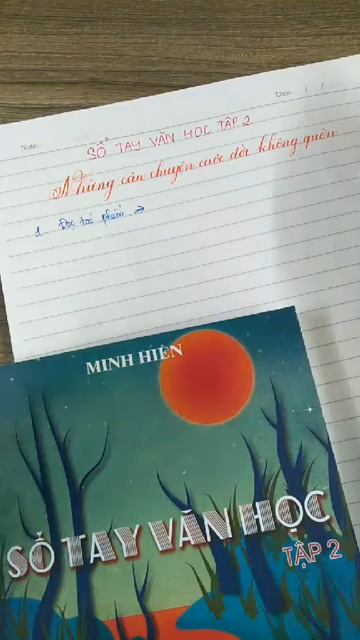 Note:
Date: / /
SỔ TAY VĂN HỌC TẬP 2
Những câu chuyện cuộc đời không quên
1 Đọc tác phẩm →
MINH HIÊN
SỔ TAY VĂN HỌC
TẬP 2